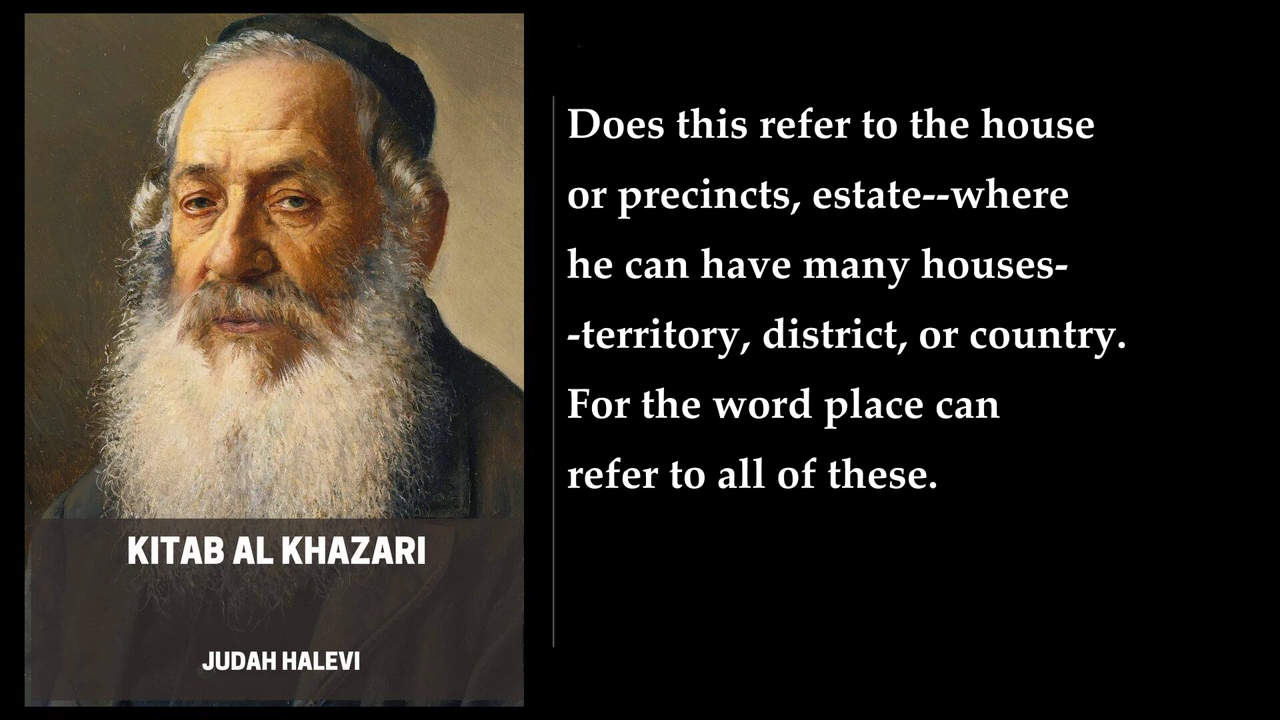 KITAB AL KHAZARI
JUDAH HALEVI
Does this refer to the house
or precincts, estate--where
he can have many houses-
-territory, district, or country.
For the word place can
refer to all of these.